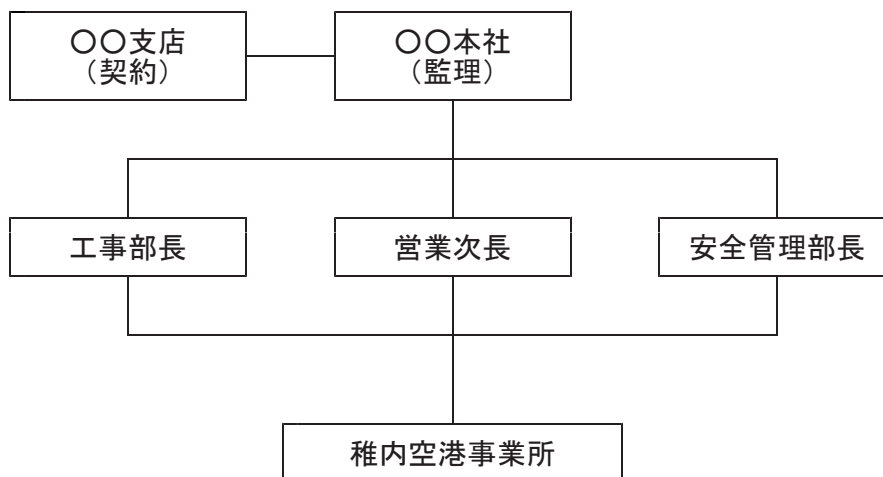 〇〇支店
（契約）
〇〇本社
（監理）
工事部長
営業次長
安全管理部長
稚内空港事業所